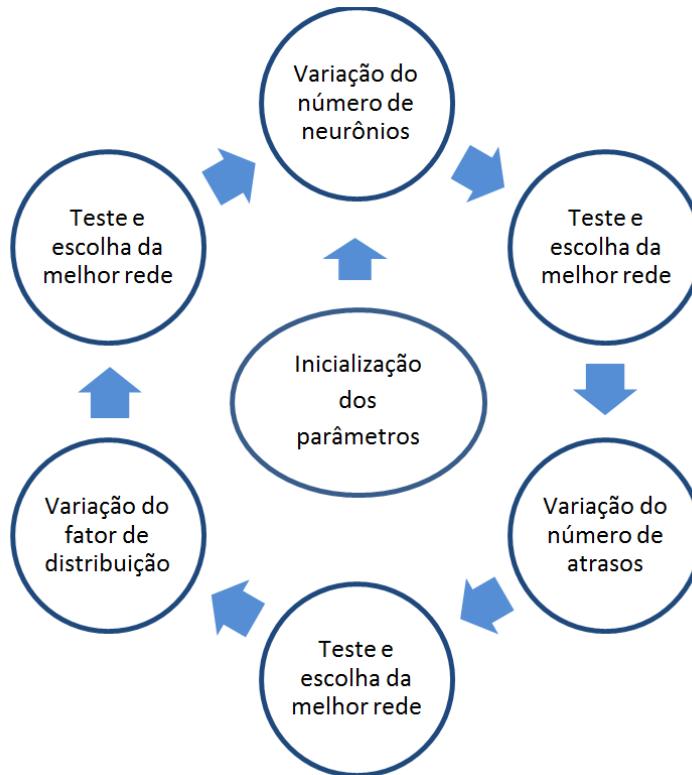 Variação do
número de
neurônios
Teste e
escolha da
melhor rede
Variação do
número de
atrasos
Teste e
escolha da
melhor rede
Variação do
fator de
distribuição
Teste e
escolha da
melhor rede
Inicialização
dos
parâmetros